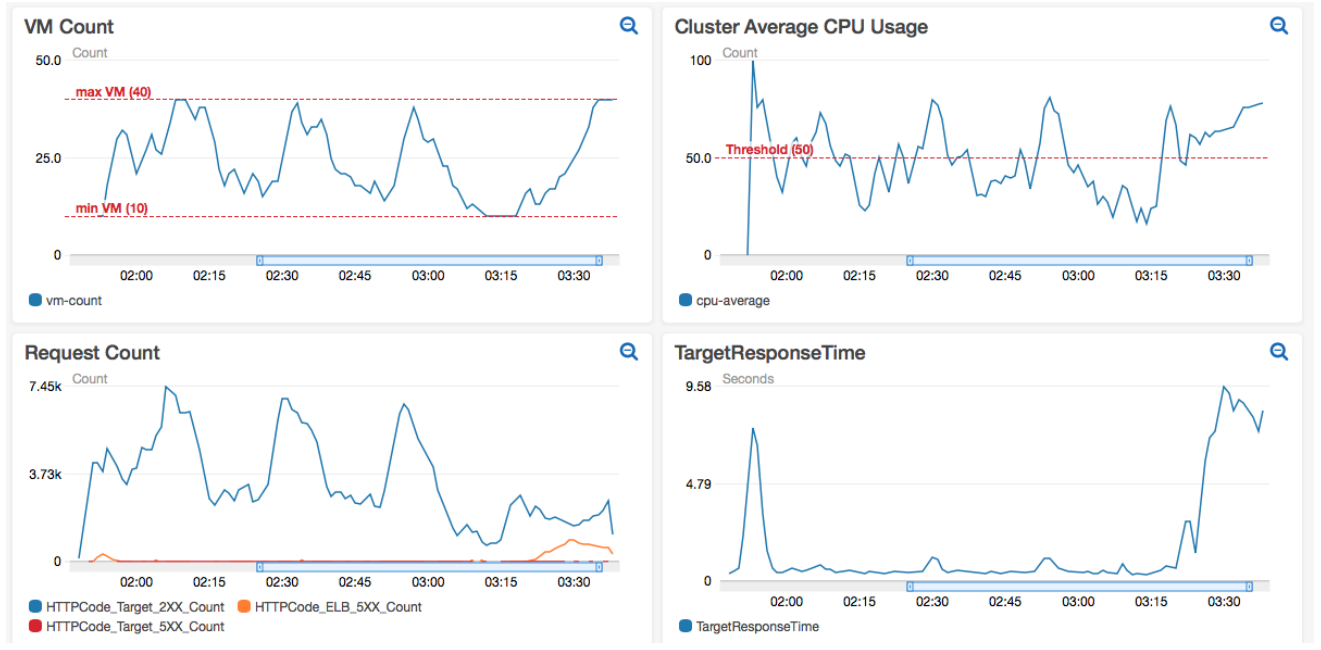 VM Count
Count
50.0
max VM (40)
25.0
min VM (10)
0
02:00 02:15 02:30 02:45 03:00 03:15 03:30
vm-count
Cluster Average CPU Usage
Count
100
Threshold (50)
50.0
0
02:00 02:15 02:30 02:45 03:00 03:15 03:30
cpu-average
Request Count
Count
7.45k
3.73k
0
02:00 02:15 02:30 02:45 03:00 03:15 03:30
HTTPCode_Target_2XX_Count HTTPCode_ELB_5XX_Count
HTTPCode_Target_5XX_Count
TargetResponseTime
Seconds
9.58
4.79
0
02:00 02:15 02:30 02:45 03:00 03:15 03:30
TargetResponseTime